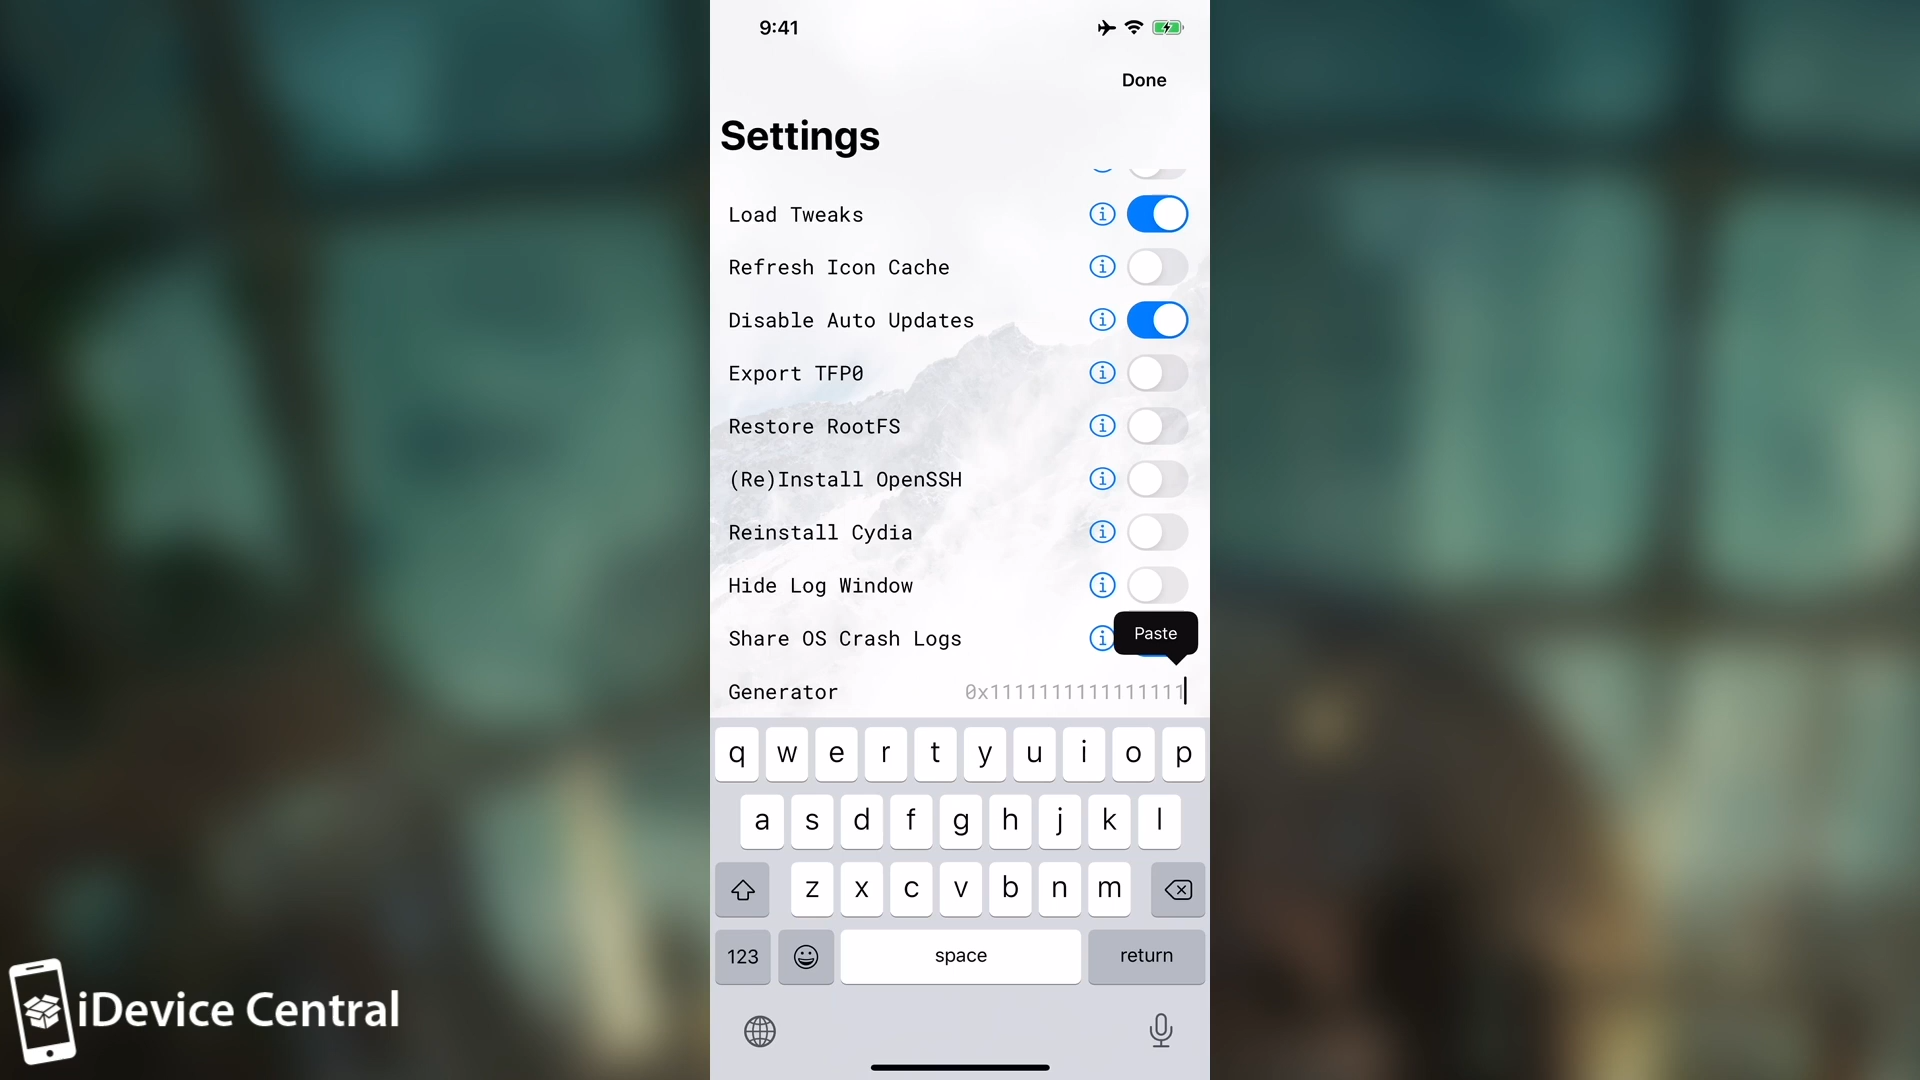 9:41
Done
Settings
Load Tweaks
Refresh Icon Cache
Disable Auto Updates
Export TFP0
Restore RootFS
(Re)Install OpenSSH
Reinstall Cydia
Hide Log Window
Share OS Crash Logs
Paste
Generator 0x1111111111111111
q w e r t y u i o p
a s d f g h j k l
z x c v b n m
123 space return
iDevice Central